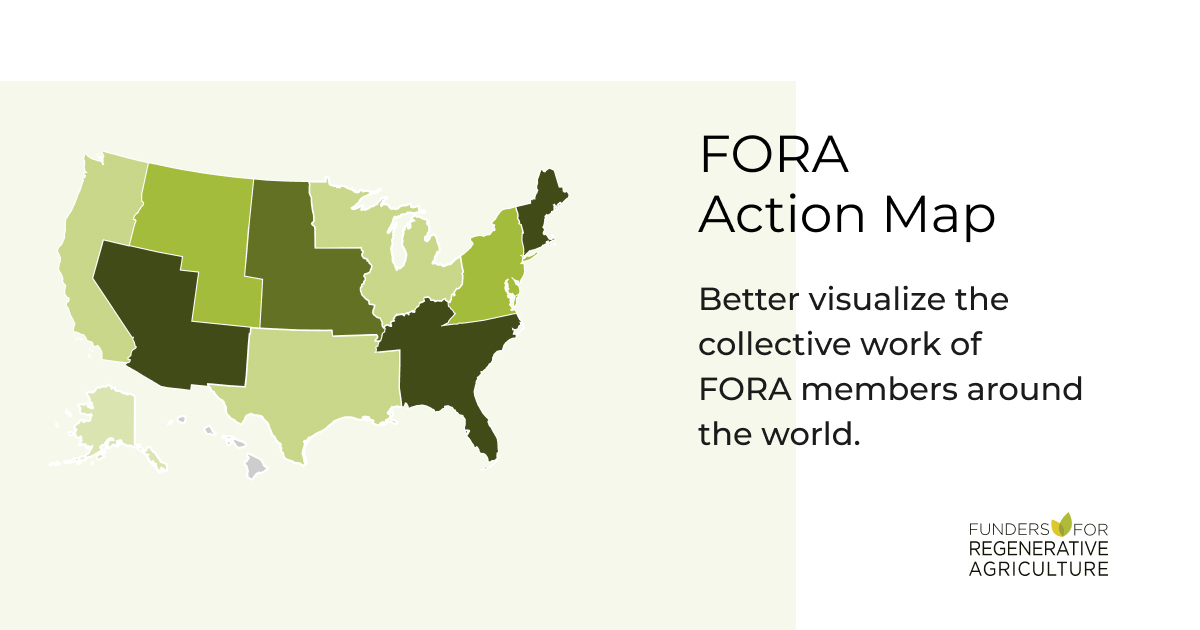 FORA
Action Map
Better visualize the
collective work of
FORA members around
the world.
FUNDERS FOR
REGENERATIVE
AGRICULTURE